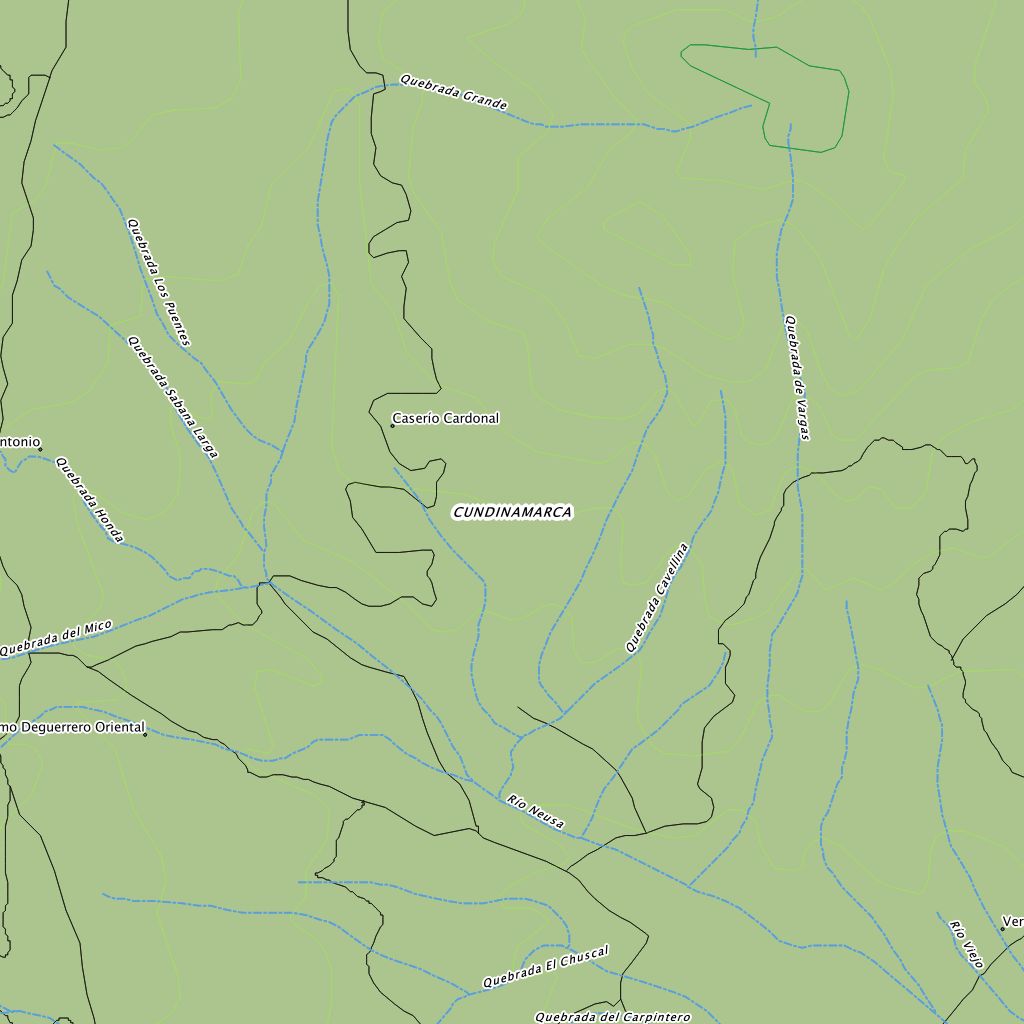 Quebrada Grande
Quebrada Los Puentes
Quebrada de Vargas
Quebrada Sabana Larga
Caserío Cardonal
ntonio
Quebrada Honda
CUNDINAMARCA
Quebrada Cavellina
Quebrada del Mico
mo Deguerrero Oriental
Río Neusa
Ver
Río Viejo
Quebrada El Chuscal
Quebrada del Carpintero